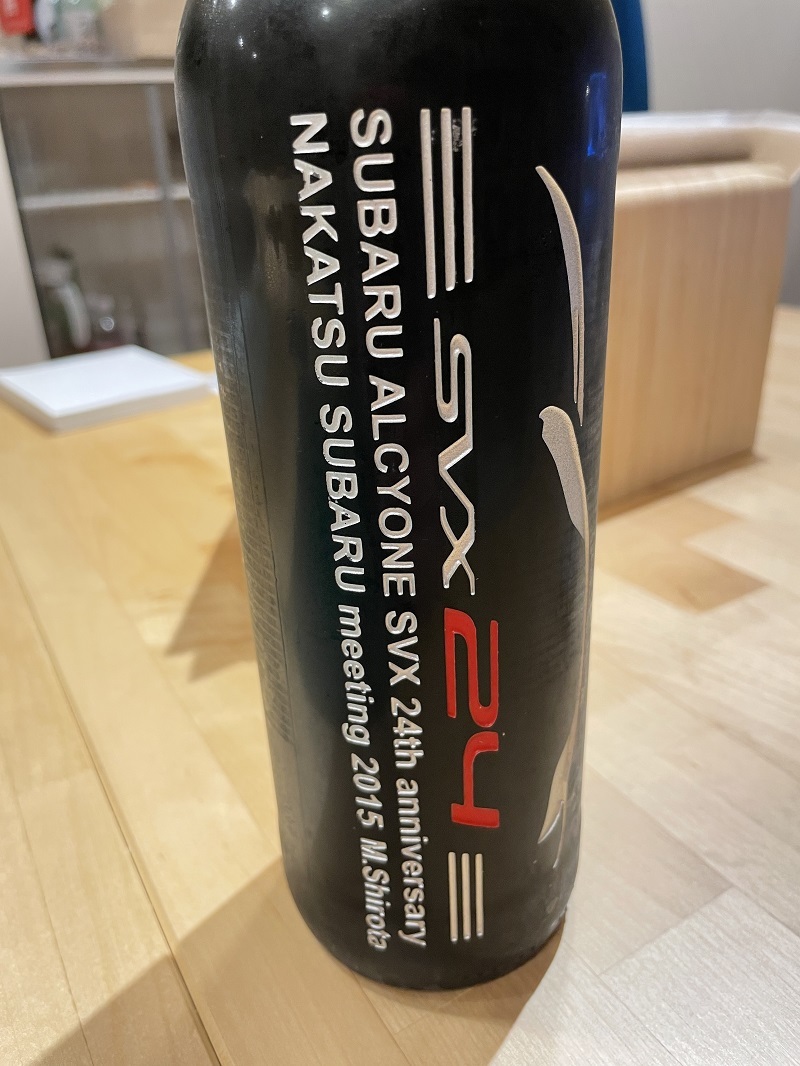 SVX 24
SUBARU ALCYONE SVX 24th anniversary
NAKATSU SUBARU meeting 2015 M.Shirota